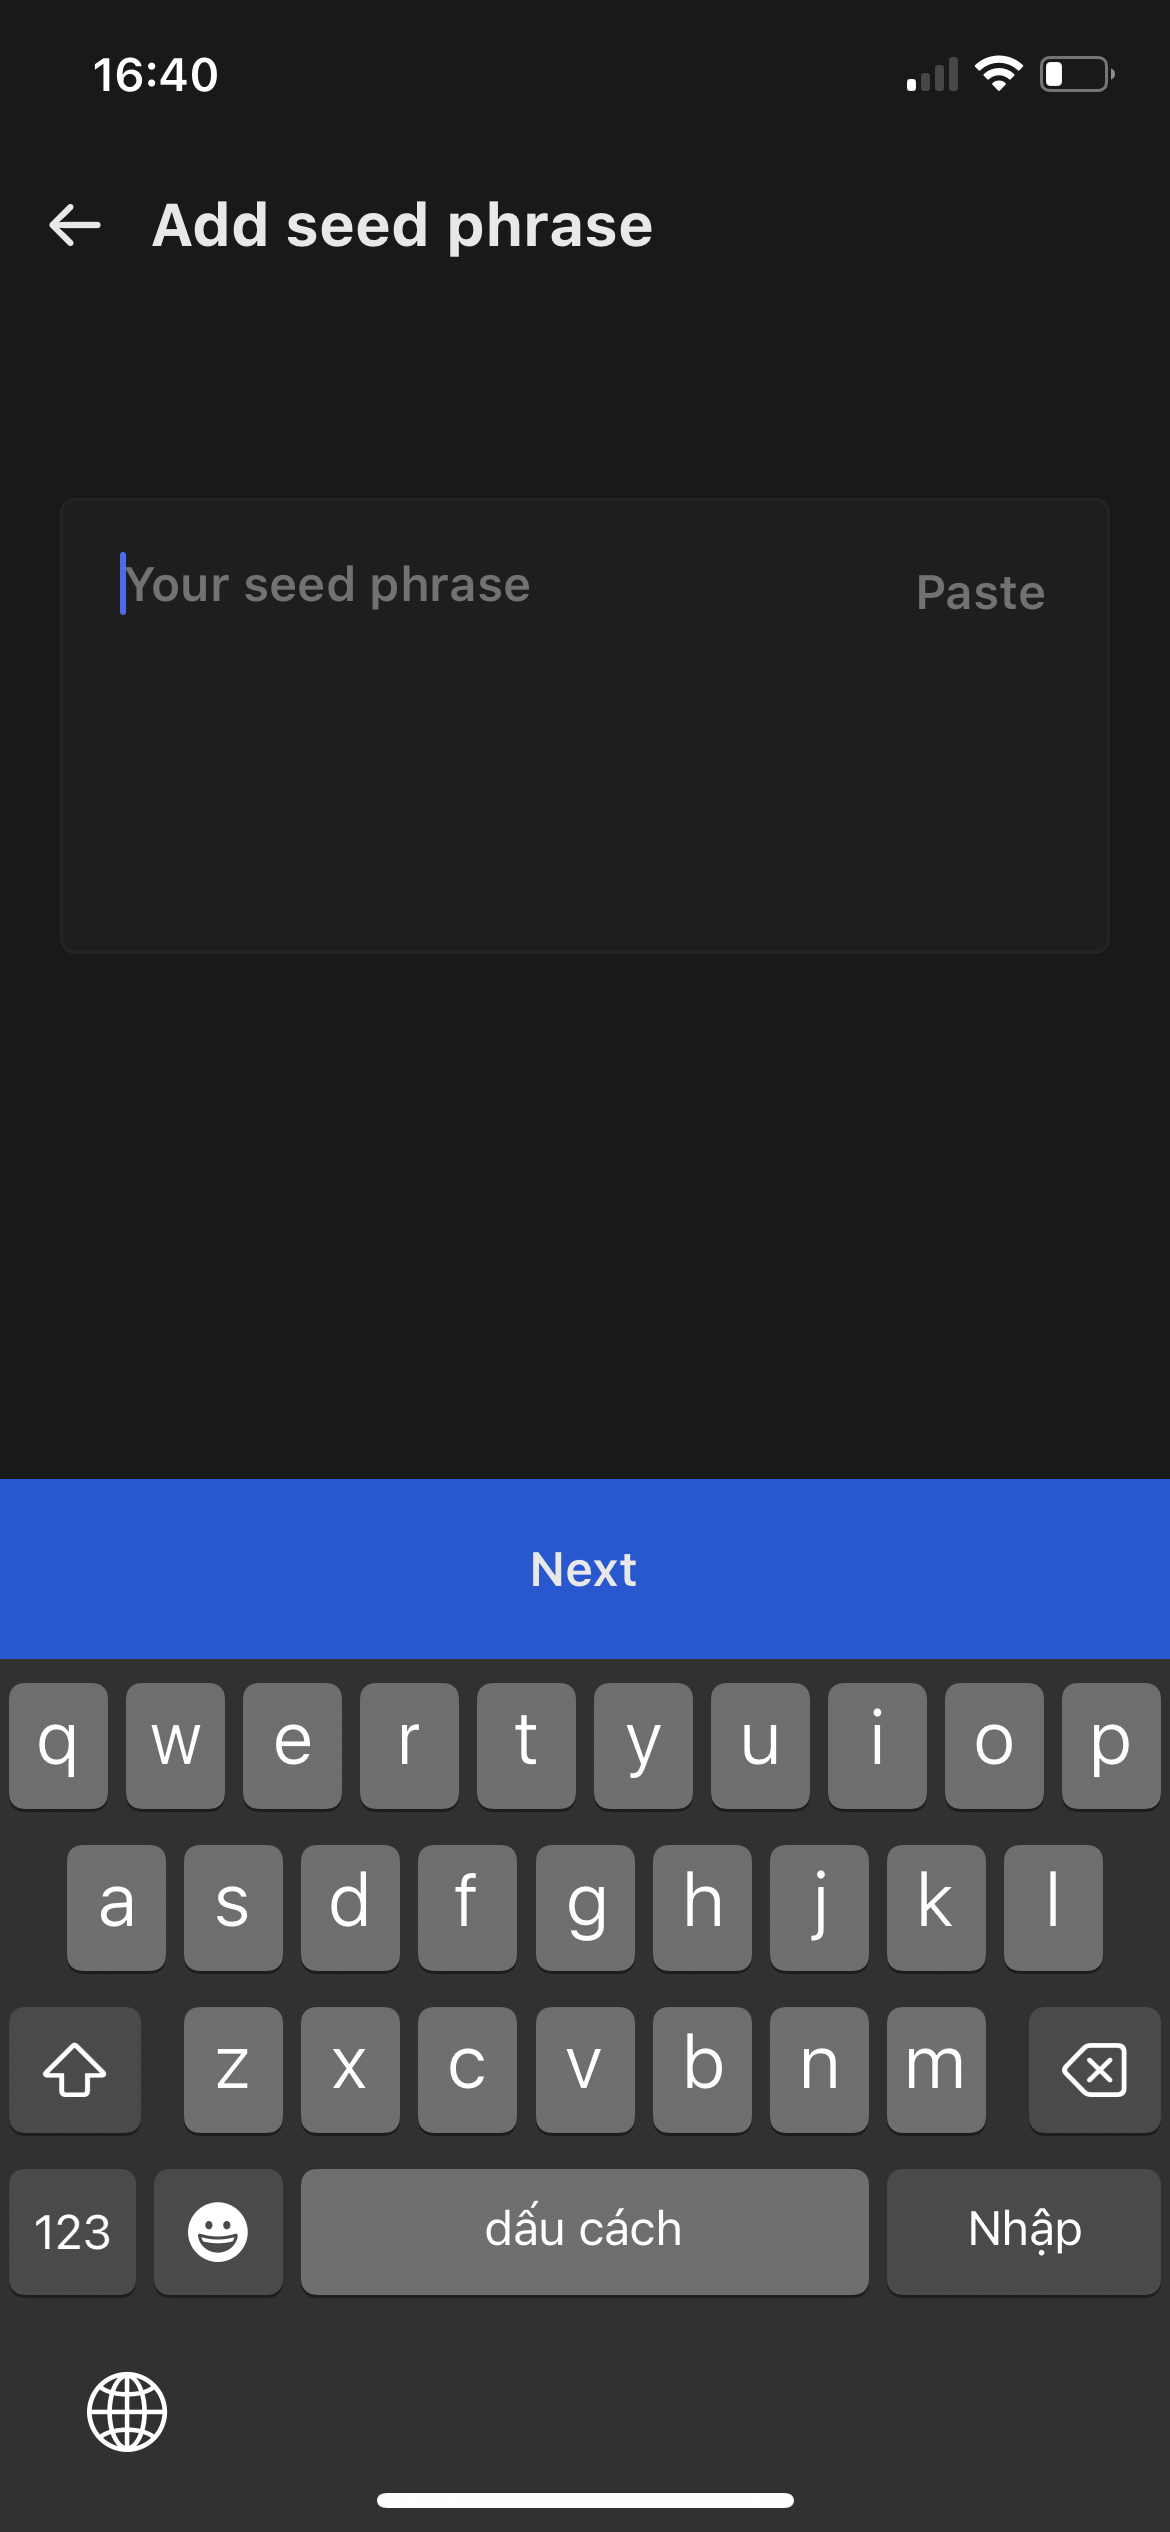 16:40
Add seed phrase
Your seed phrase
Paste
Next
q w e r t y u i o p
a s d f g h j k l
z x c v b n m
123 dấu cách Nhập